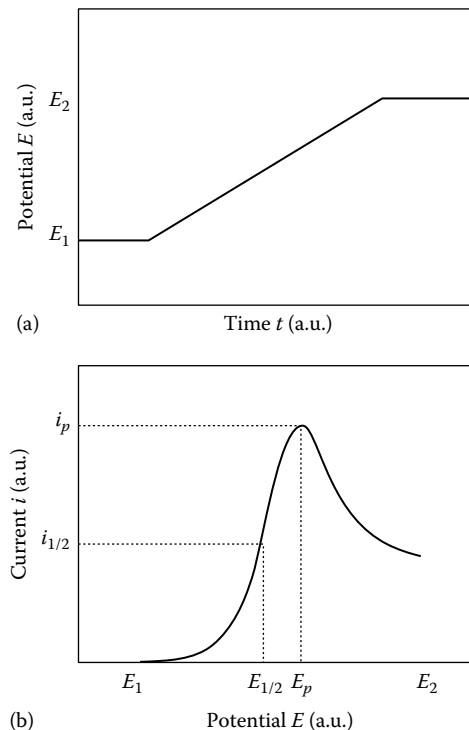 Potential E (a.u.)
E2
E1
(a)
Time t (a.u.)
Current i (a.u.)
ip
i1/2
E1
E1/2
Ep
E2
(b)
Potential E (a.u.)